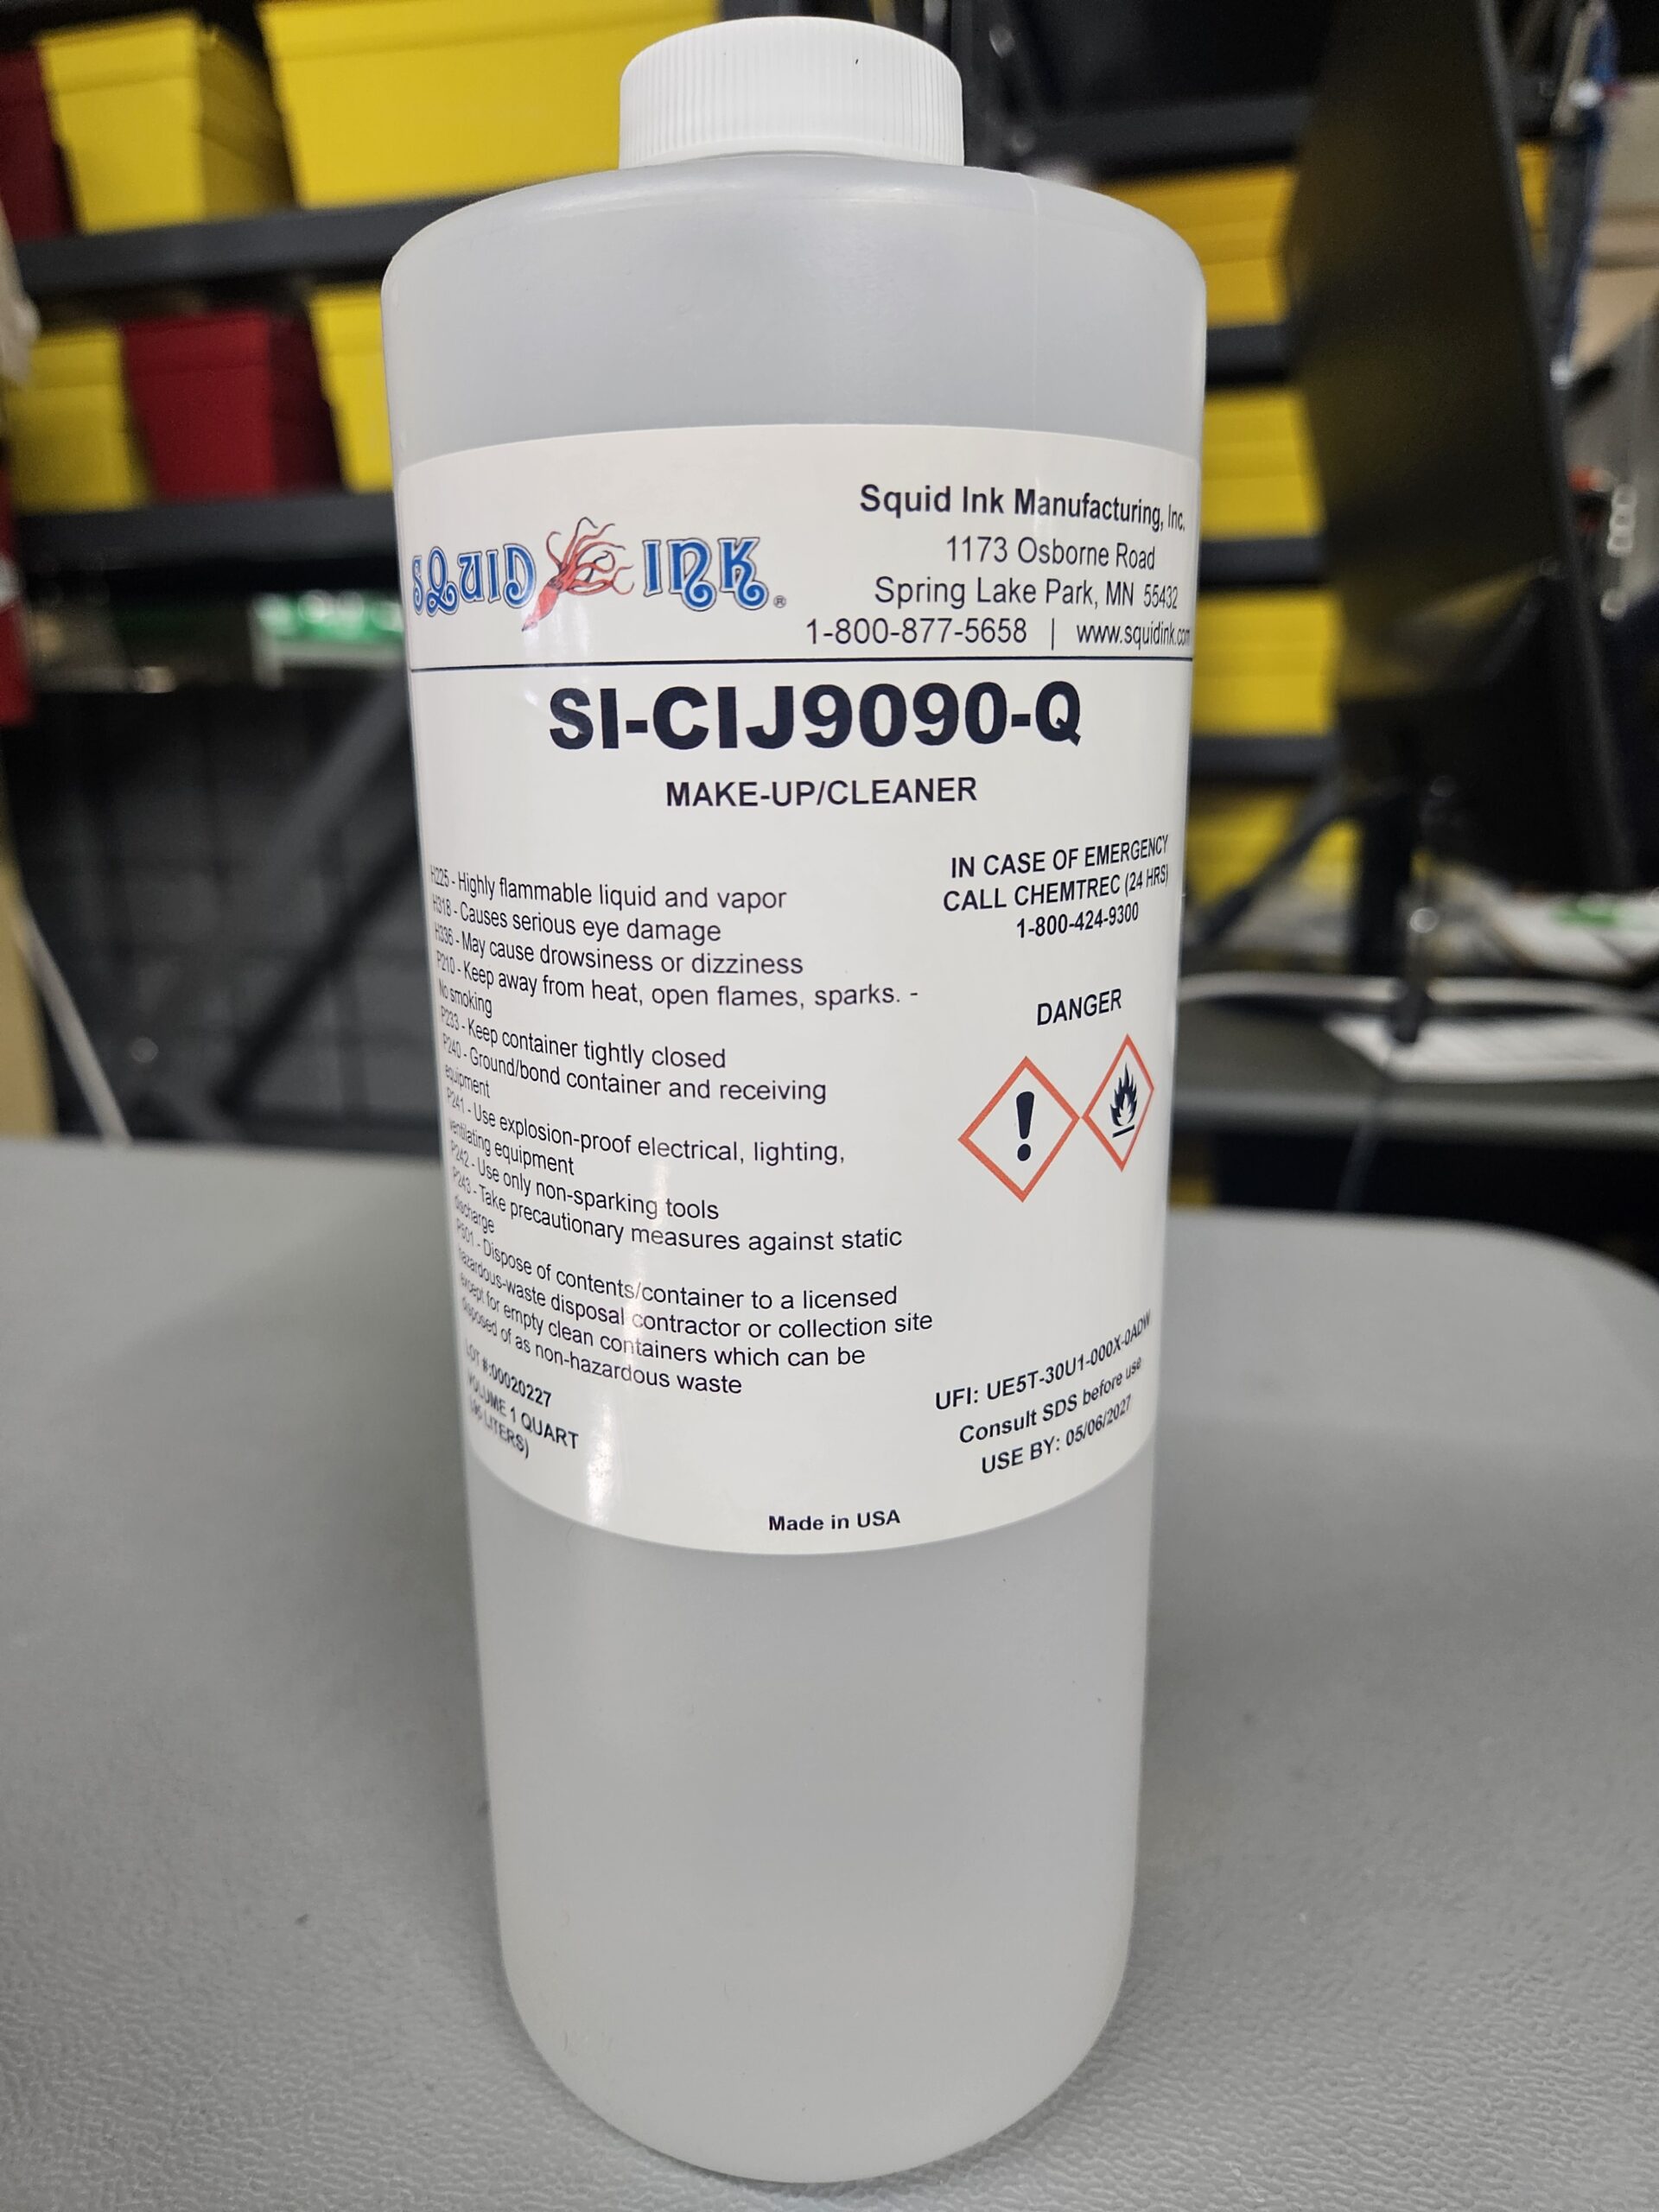 SQUID INK®
Squid Ink Manufacturing, Inc.
1173 Osborne Road
Spring Lake Park, MN 55432
1-800-877-5658 | www.squidink.com
SI-CIJ9090-Q
MAKE-UP/CLEANER
H225 - Highly flammable liquid and vapor
H318 - Causes serious eye damage
H336 - May cause drowsiness or dizziness
P210 - Keep away from heat, open flames, sparks. -
No smoking
P233 - Keep container tightly closed
P240 - Ground/bond container and receiving
equipment
P241 - Use explosion-proof electrical, lighting,
ventilating equipment
P242 - Use only non-sparking tools
P243 - Take precautionary measures against static
discharge
P501 - Dispose of contents/container to a licensed
hazardous-waste disposal contractor or collection site
except for empty clean containers which can be
disposed of as non-hazardous waste
LOT #:00020227
VOLUME 1 QUART
LITERS)
IN CASE OF EMERGENCY
CALL CHEMTREC (24 HRS)
1-800-424-9300
DANGER
UFI: UE5T-30U1-000X-0ADW
Consult SDS before use
USE BY: 05/06/2027
Made in USA